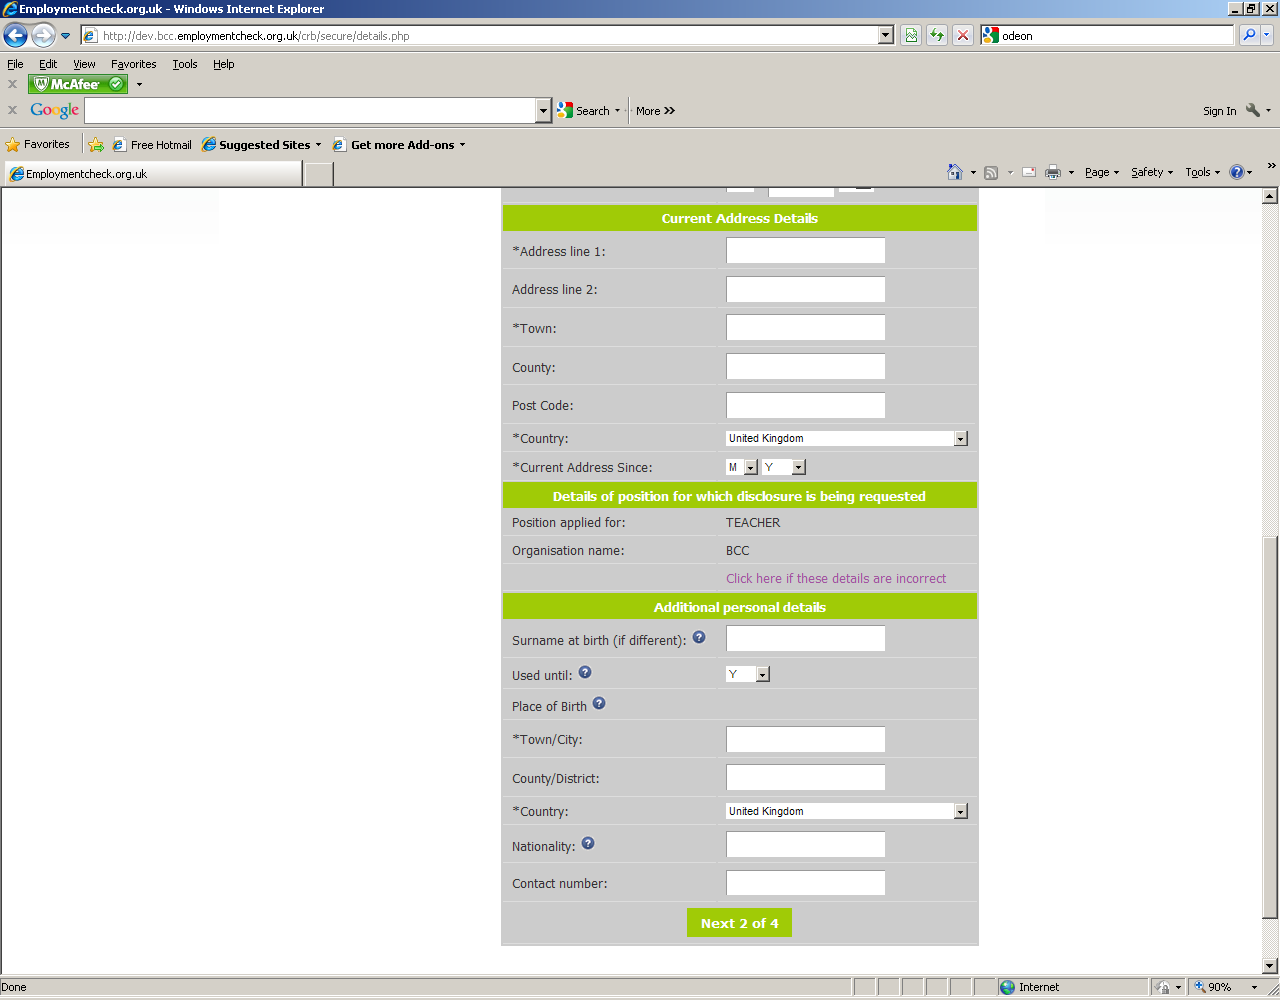 Employmentcheck.org.uk - Windows Internet Explorer
http://dev.bcc.employmentcheck.org.uk/crb/secure/details.php
odeon
File Edit View Favorites Tools Help
McAfee
Google Search More >> Sign In
Favorites Free Hotmail Suggested Sites Get more Add-ons
Employmentcheck.org.uk Page Safety Tools
Current Address Details
*Address line 1:
Address line 2:
*Town:
County:
Post Code:
*Country: United Kingdom
*Current Address Since: M Y
Details of position for which disclosure is being requested
Position applied for: TEACHER
Organisation name: BCC
Click here if these details are incorrect
Additional personal details
Surname at birth (if different): ?
Used until: ? Y
Place of Birth ?
*Town/City:
County/District:
*Country: United Kingdom
Nationality: ?
Contact number:
Next 2 of 4
Done Internet 90%